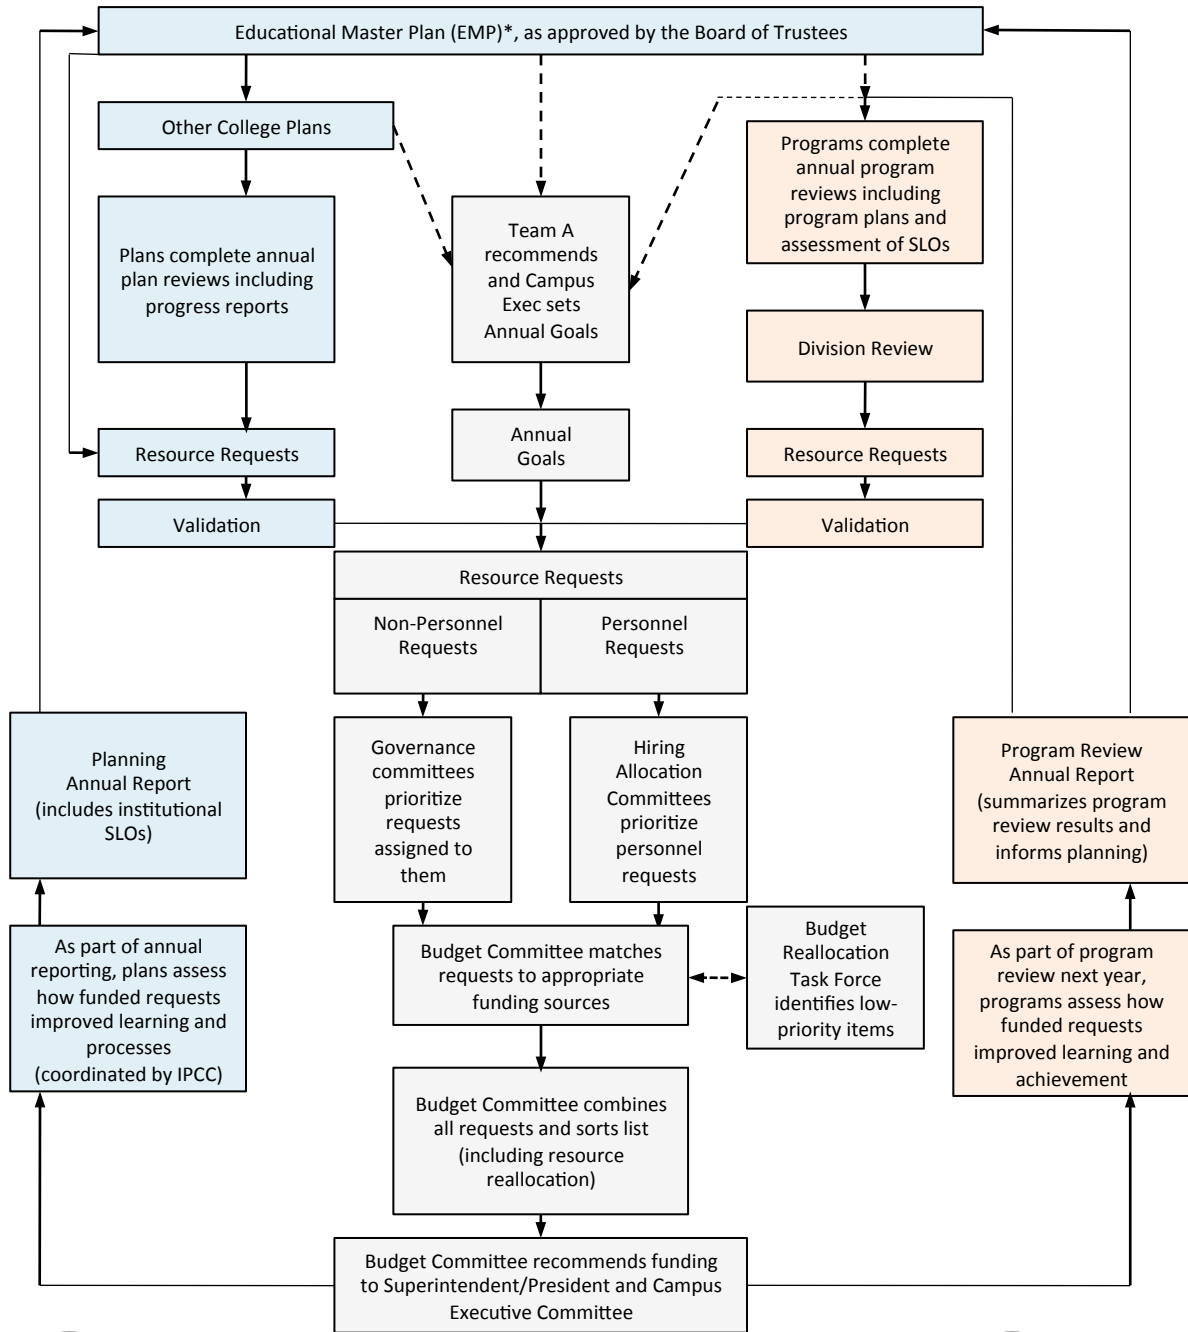 Educational Master Plan (EMP)*, as approved by the Board of Trustees
Other College Plans
Plans complete annual
plan reviews including
progress reports
Resource Requests
Validation
Team A
recommends
and Campus
Exec sets
Annual Goals
Annual
Goals
Programs complete
annual program
reviews including
program plans and
assessment of SLOs
Division Review
Resource Requests
Validation
Resource Requests
Non-Personnel
Requests
Personnel
Requests
Governance
committees
prioritize
requests
assigned to
them
Hiring
Allocation
Committees
prioritize
personnel
requests
Planning
Annual Report
(includes institutional
SLOs)
Program Review
Annual Report
(summarizes program
review results and
informs planning)
As part of annual
reporting, plans assess
how funded requests
improved learning and
processes
(coordinated by IPCC)
Budget Committee matches
requests to appropriate
funding sources
Budget
Reallocation
Task Force
identifies low-
priority items
As part of program
review next year,
programs assess how
funded requests
improved learning and
achievement
Budget Committee combines
all requests and sorts list
(including resource
reallocation)
Budget Committee recommends funding
to Superintendent/President and Campus
Executive Committee